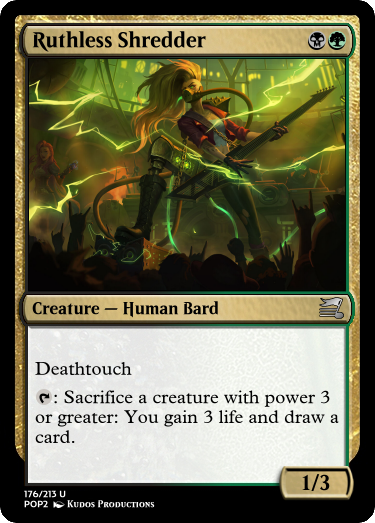 Ruthless Shredder
Creature — Human Bard
Deathtouch
: Sacrifice a creature with power 3
or greater: You gain 3 life and draw a
card.
1/3
176/213 U
POP2 Kudos Productions